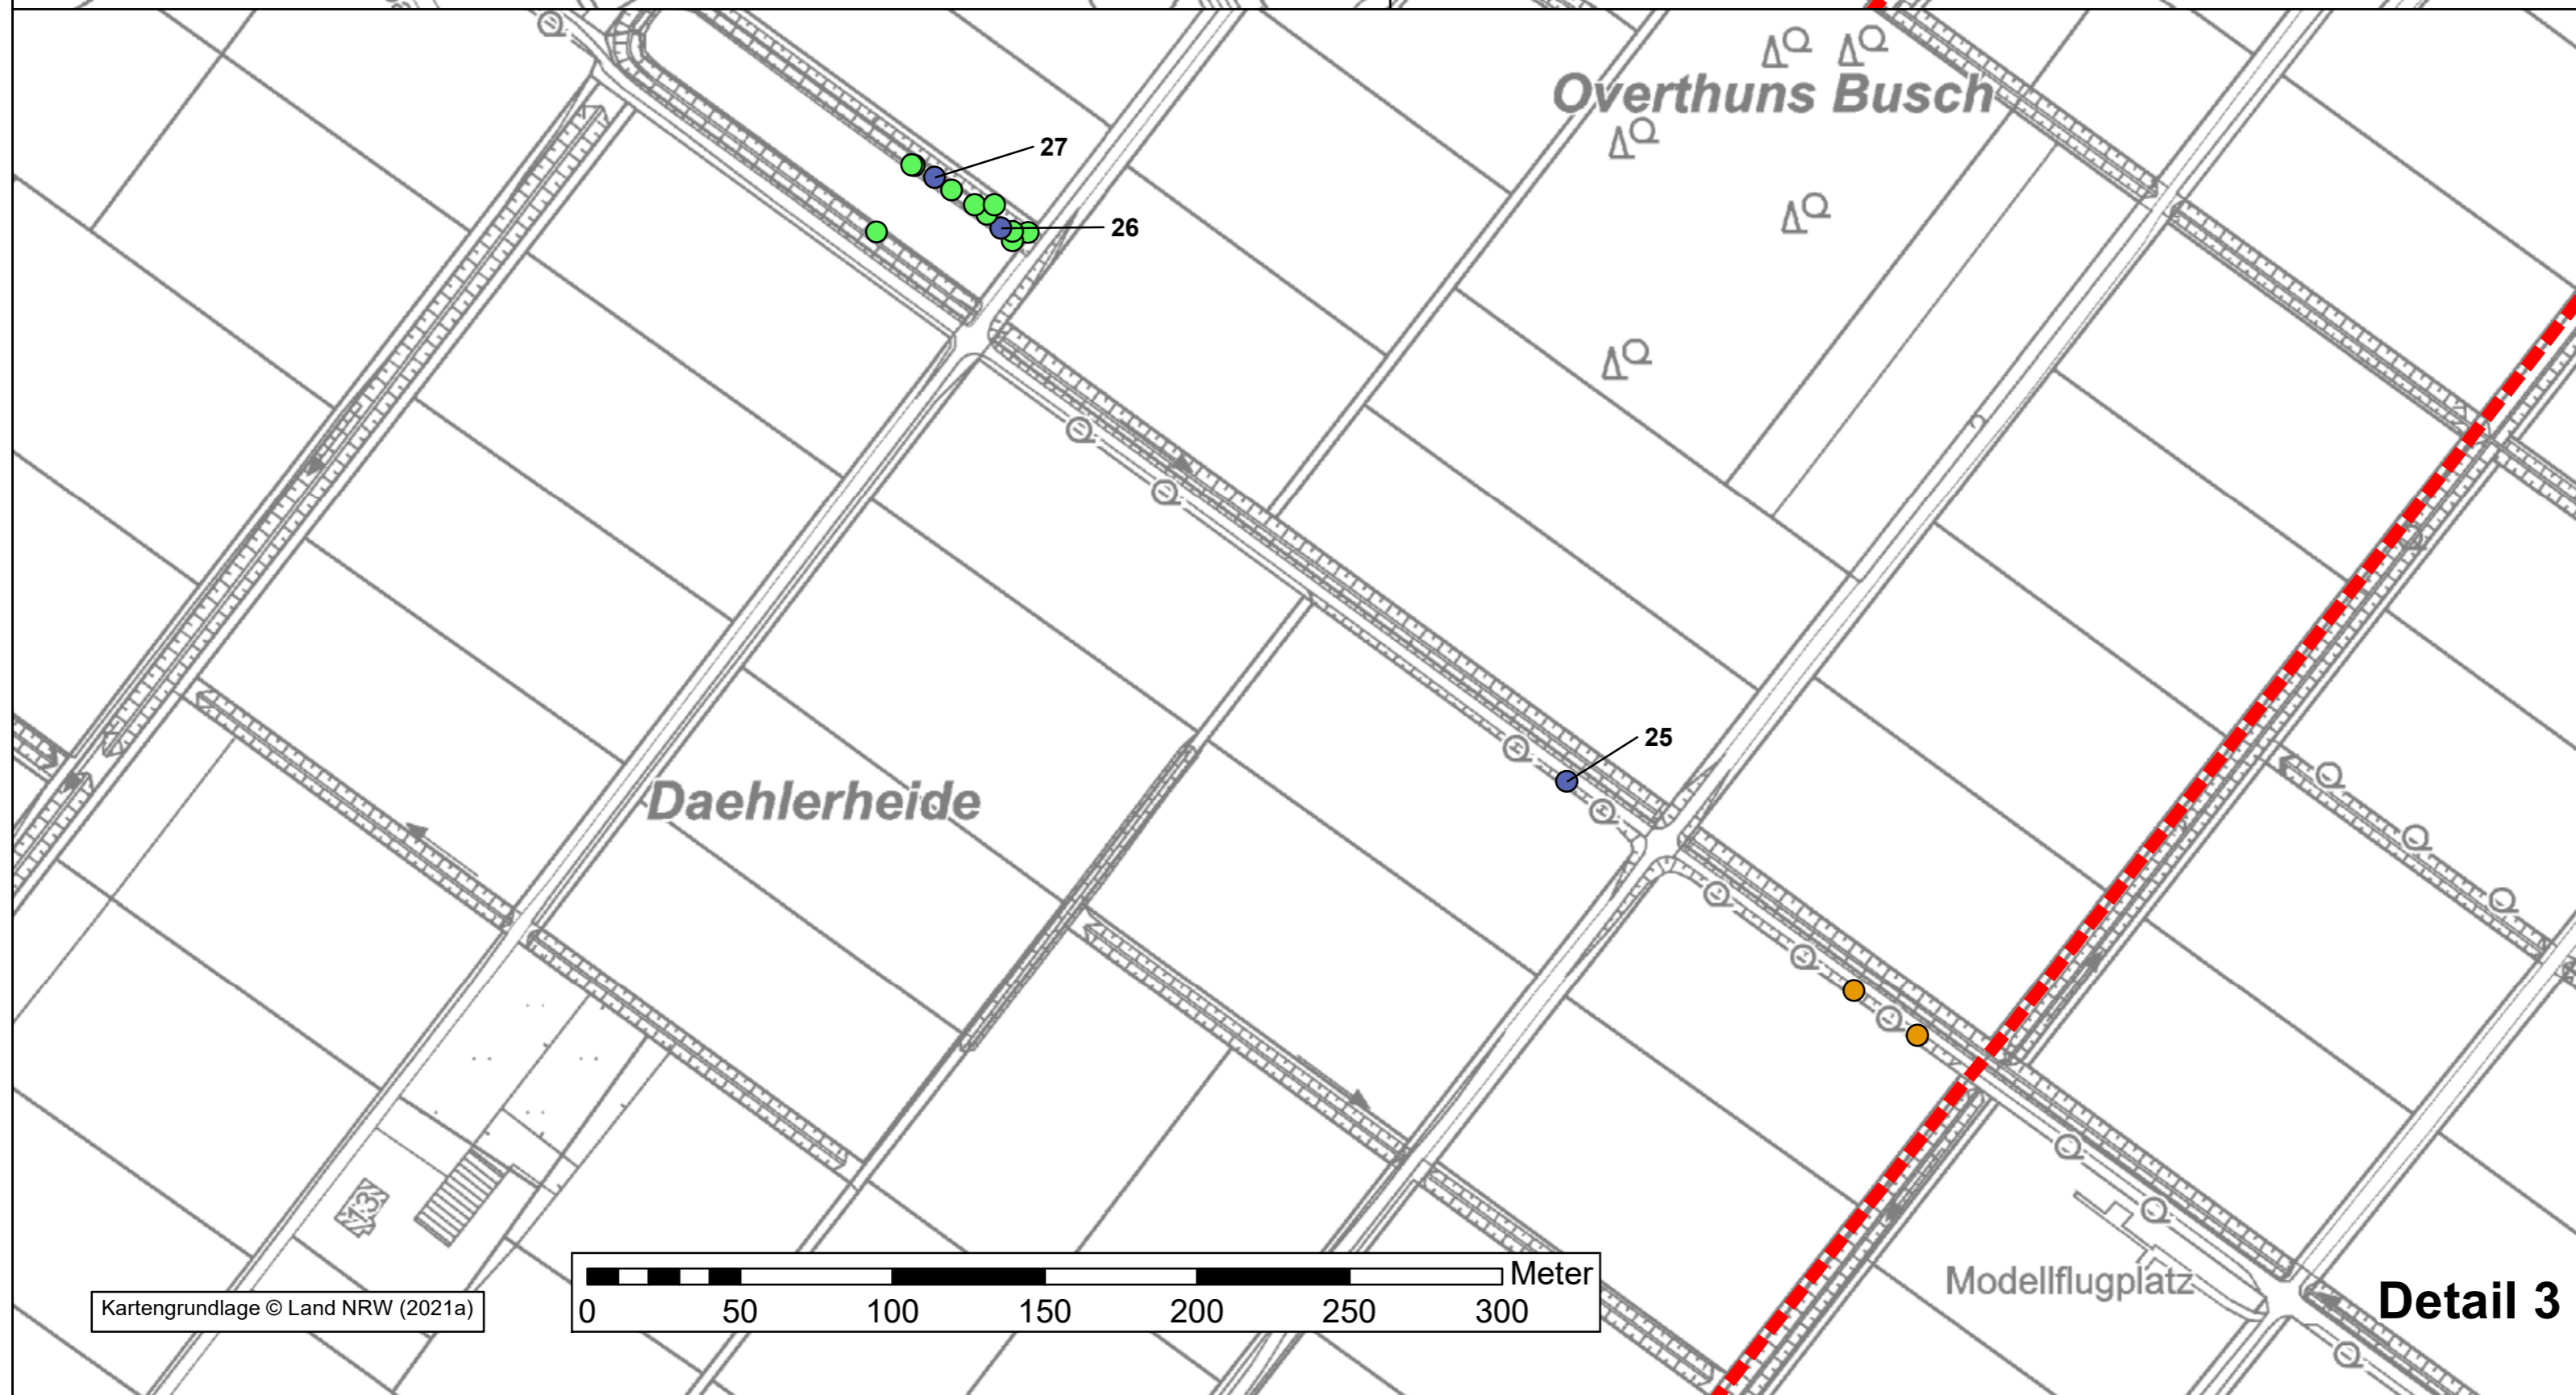 Overthuns Busch
27
26
25
Daehlerheide
13
Meter
0 50 100 150 200 250 300
Kartengrundlage © Land NRW (2021a)
Modellflugplatz
Detail 3